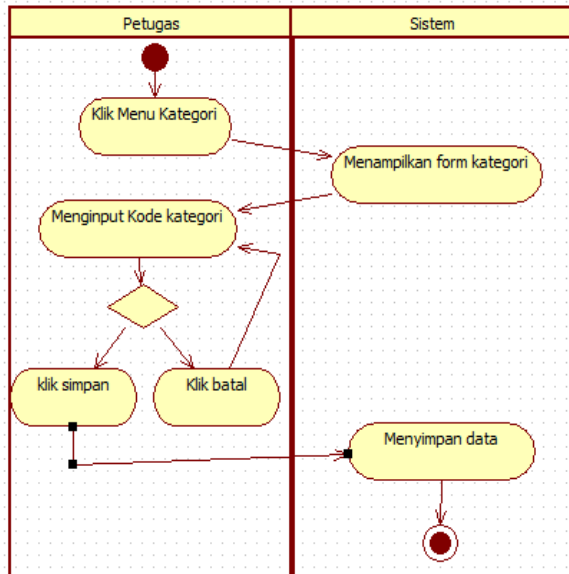 Petugas
Sistem
Klik Menu Kategori
Menampilkan form kategori
Menginput Kode kategori
klik simpan
Klik batal
Menyimpan data